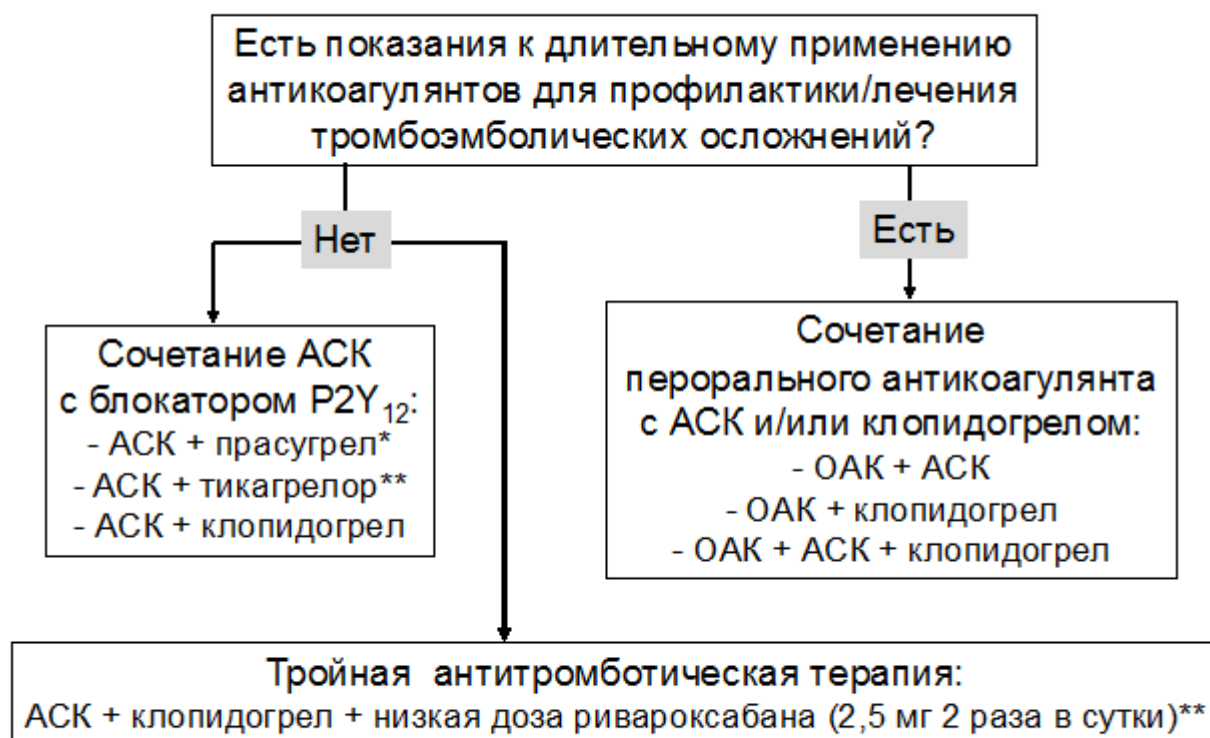 Есть показания к длительному применению
антикоагулянтов для профилактики/лечения
тромбоэмболических осложнений?
Нет
Есть
Сочетание АСК
с блокатором P2Y12:
- АСК + прасугрел*
- АСК + тикагрелор**
- АСК + клопидогрел
Сочетание
перорального антикоагулянта
с АСК и/или клопидогрелом:
- ОАК + АСК
- ОАК + клопидогрел
- ОАК + АСК + клопидогрел
Тройная антитромботическая терапия:
АСК + клопидогрел + низкая доза ривароксабана (2,5 мг 2 раза в сутки)**